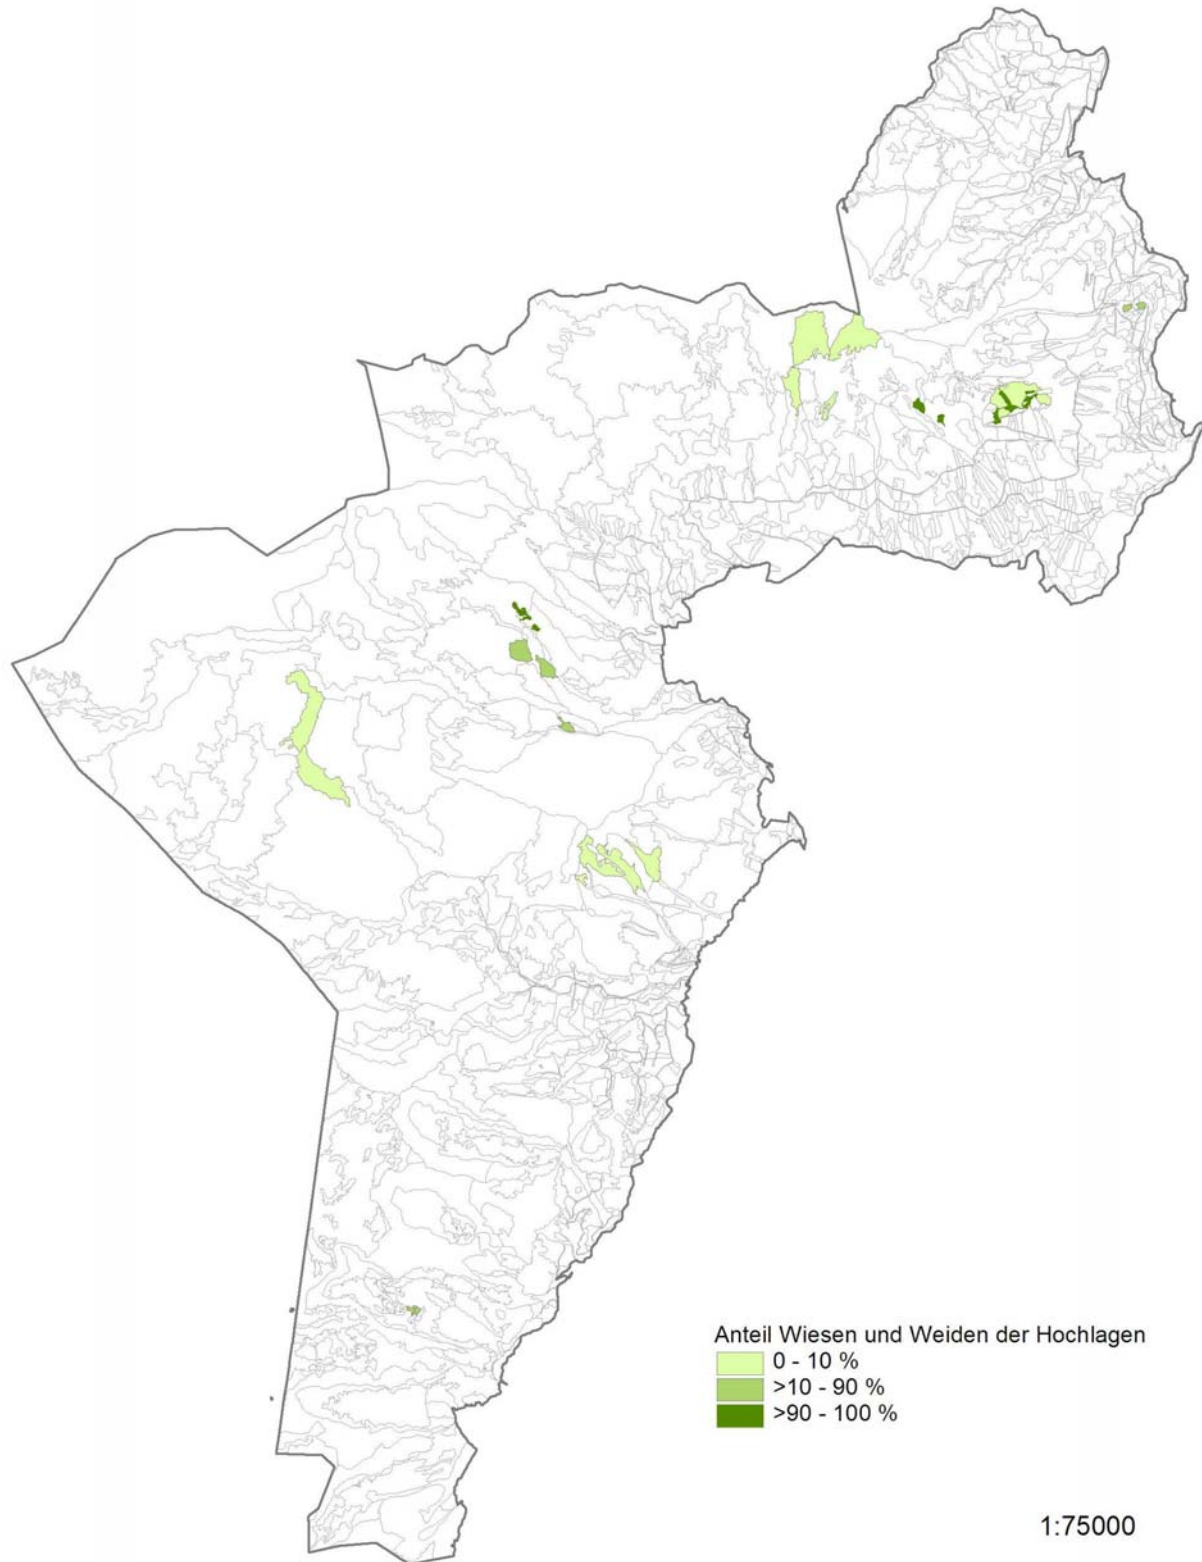 Anteil Wiesen und Weiden der Hochlagen
0 - 10 %
>10 - 90 %
>90 - 100 %
1:75000